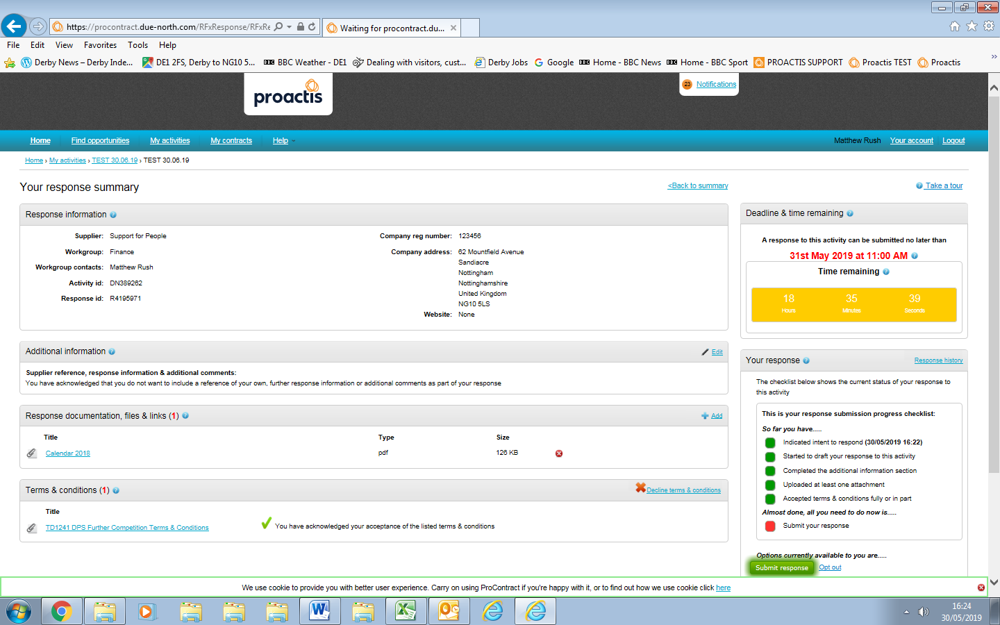 https://procontract.due-north.com/RFxResponse/RFxRe
Waiting for procontract.du...
File Edit View Favorites Tools Help
Derby News – Derby Inde...
DE1 2FS, Derby to NG10 5...
BBC Weather - DE1
Dealing with visitors, cust...
Derby Jobs
Google
Home - BBC News
Home - BBC Sport
PROACTIS SUPPORT
Proactis TEST
Proactis
proactis
23 Notifications
Home Find opportunities My activities My contracts Help
Matthew Rush Your account Logout
Home › My activities › TEST 30.06.19 › TEST 30.06.19
Your response summary
<Back to summary
Take a tour
Response information
Supplier: Support for People
Workgroup: Finance
Workgroup contacts: Matthew Rush
Activity id: DN389262
Response id: R4195971
Company reg number: 123456
Company address: 62 Mountfield Avenue
Sandiacre
Nottingham
Nottinghamshire
United Kingdom
NG10 5LS
Website: None
Additional information
Edit
Supplier reference, response information & additional comments:
You have acknowledged that you do not want to include a reference of your own, further response information or additional comments as part of your response
Response documentation, files & links (1)
Add
Title Type Size
Calendar 2018 pdf 126 KB
Terms & conditions (1)
Decline terms & conditions
Title
TD1241 DPS Further Competition Terms & Conditions
You have acknowledged your acceptance of the listed terms & conditions
Deadline & time remaining
A response to this activity can be submitted no later than
31st May 2019 at 11:00 AM
Time remaining
18 35 39
Hours Minutes Seconds
Your response
Response history
The checklist below shows the current status of your response to
this activity
This is your response submission progress checklist:
So far you have.....
Indicated intent to respond (30/05/2019 16:22)
Started to draft your response to this activity
Completed the additional information section
Uploaded at least one attachment
Accepted terms & conditions fully or in part
Almost done, all you need to do now is.....
Submit your response
Options currently available to you are.....
Submit response Opt out
We use cookie to provide you with better user experience. Carry on using ProContract if you're happy with it, or to find out how we use cookie click here
16:24
30/05/2019